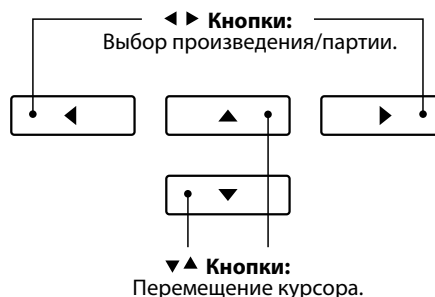 ◀ ▶ Кнопки:
Выбор произведения/партии.
▼▲ Кнопки:
Перемещение курсора.